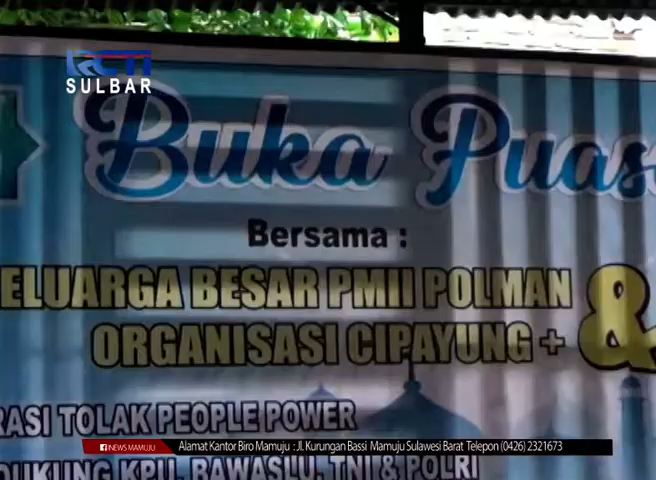 RCTI
SULBAR
Buka Puasa
Bersama :
ELUARGA BESAR PMII POLMAN &
ORGANISASI CIPAYUNG +
RASI TOLAK PEOPLE POWER
INEWS MAMUJU Alamat Kantor Biro Mamuju : Jl. Kurungan Bassi Mamuju Sulawesi Barat Telepon (0426) 2321673
DUKUNG KPU, BAWASLU, TNI & POLRI